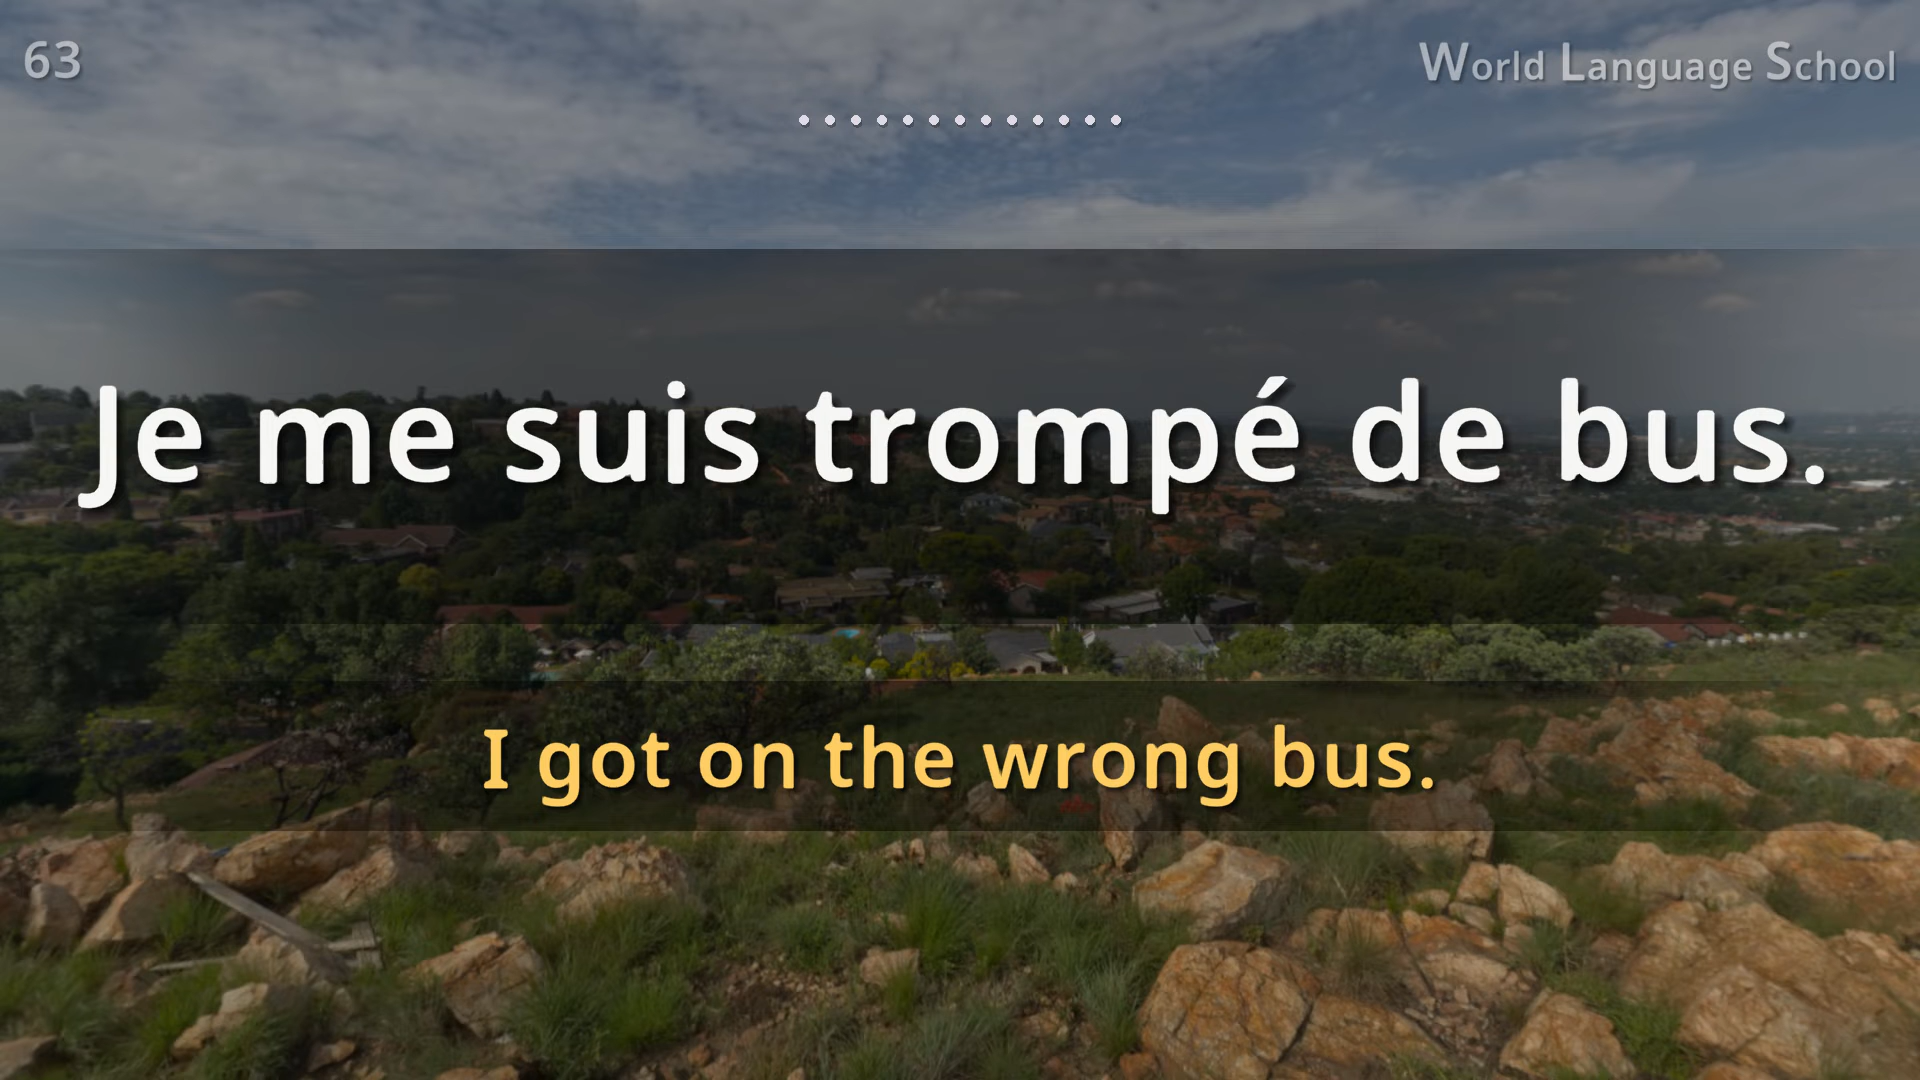 63
World Language School
Je me suis trompé de bus.
I got on the wrong bus.